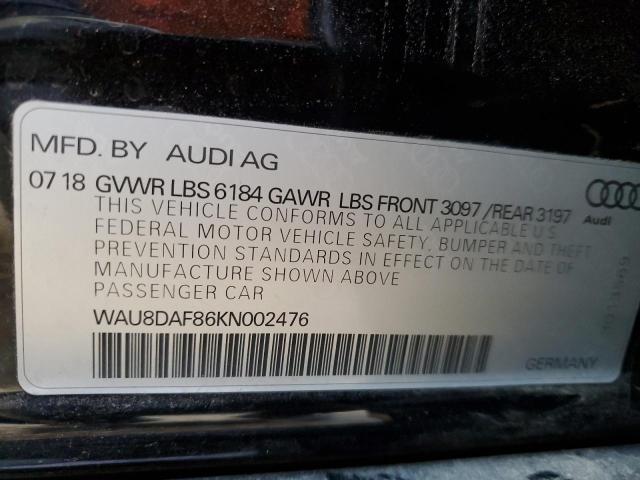 MFD. BY AUDI AG
07 18 GVWR LBS 6184 GAWR LBS FRONT 3097 / REAR 3197
THIS VEHICLE CONFORMS TO ALL APPLICABLE U.S.
FEDERAL MOTOR VEHICLE SAFETY, BUMPER AND THEFT
PREVENTION STANDARDS IN EFFECT ON THE DATE OF
MANUFACTURE SHOWN ABOVE
PASSENGER CAR
WAU8DAF86KN002476
Audi
GERMANY